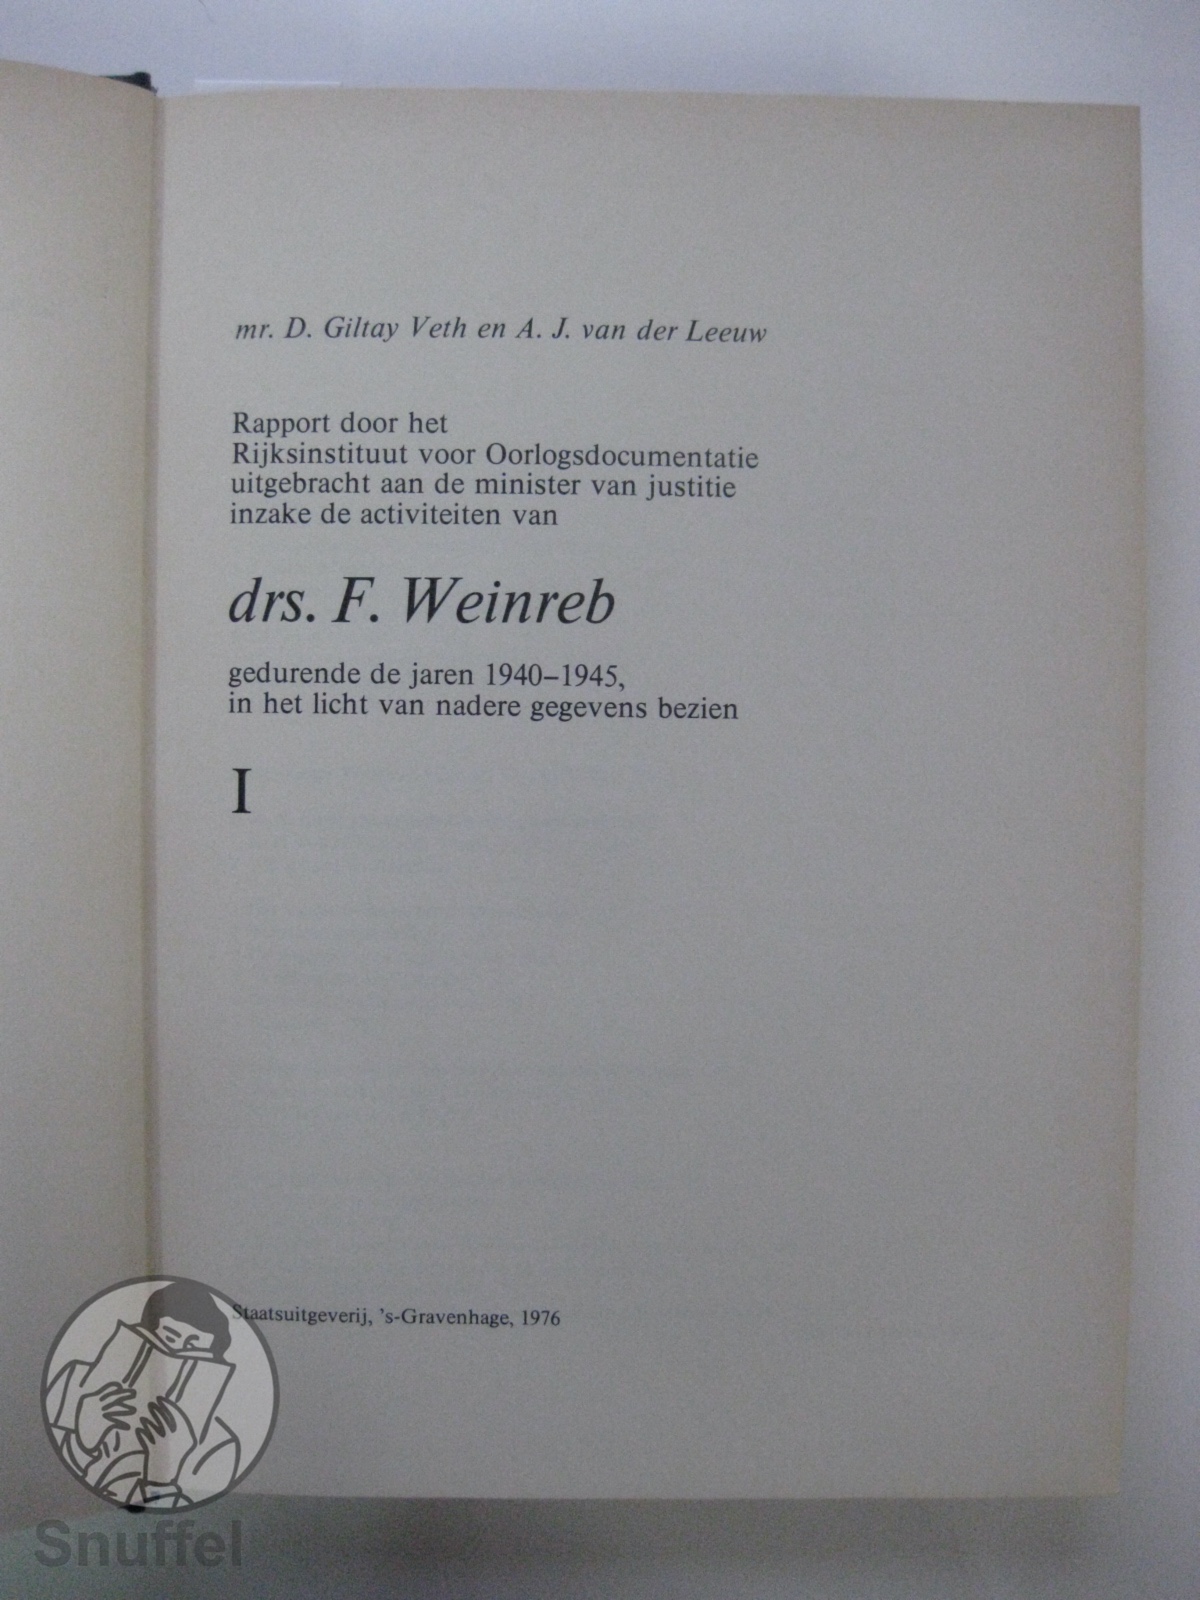 mr. D. Giltay Veth en A. J. van der Leeuw
Rapport door het
Rijksinstituut voor Oorlogsdocumentatie
uitgebracht aan de minister van justitie
inzake de activiteiten van
drs. F. Weinreb
gedurende de jaren 1940–1945,
in het licht van nadere gegevens bezien
I
Staatsuitgeverij, 's-Gravenhage, 1976
Snuffel